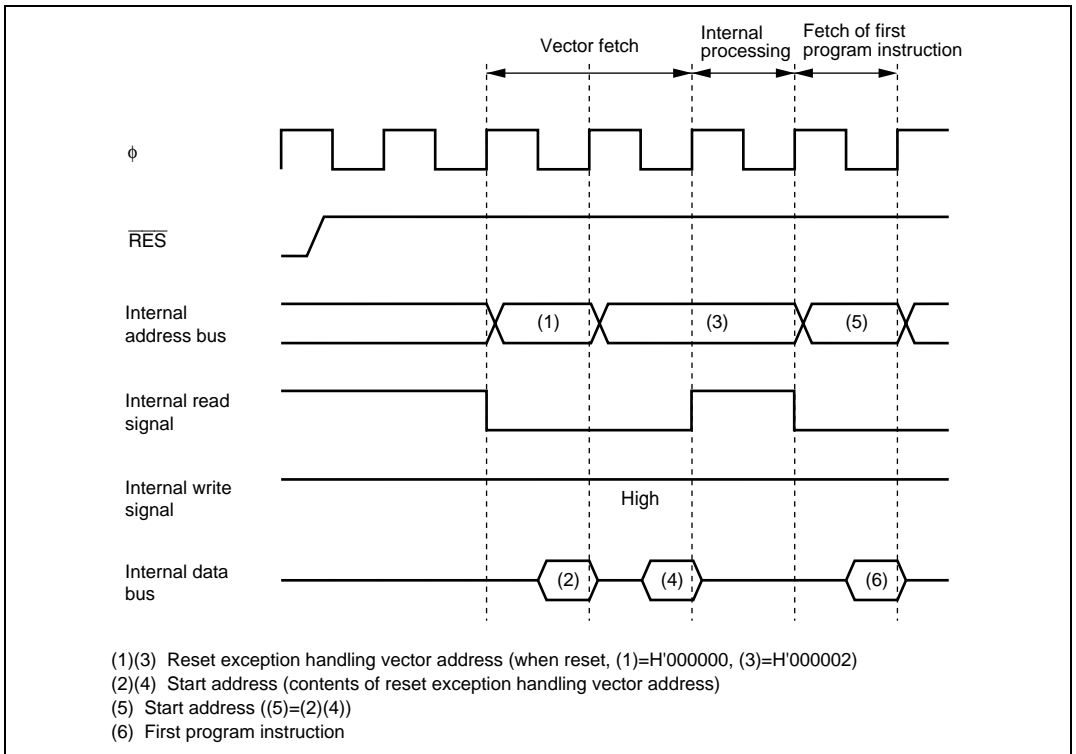 Vector fetch
Internal
processing
Fetch of first
program instruction
φ
R̅E̅S̅
Internal
address bus
(1)
(3)
(5)
Internal read
signal
Internal write
signal
High
Internal data
bus
(2)
(4)
(6)
(1)(3) Reset exception handling vector address (when reset, (1)=H'000000, (3)=H'000002)
(2)(4) Start address (contents of reset exception handling vector address)
(5) Start address ((5)=(2)(4))
(6) First program instruction